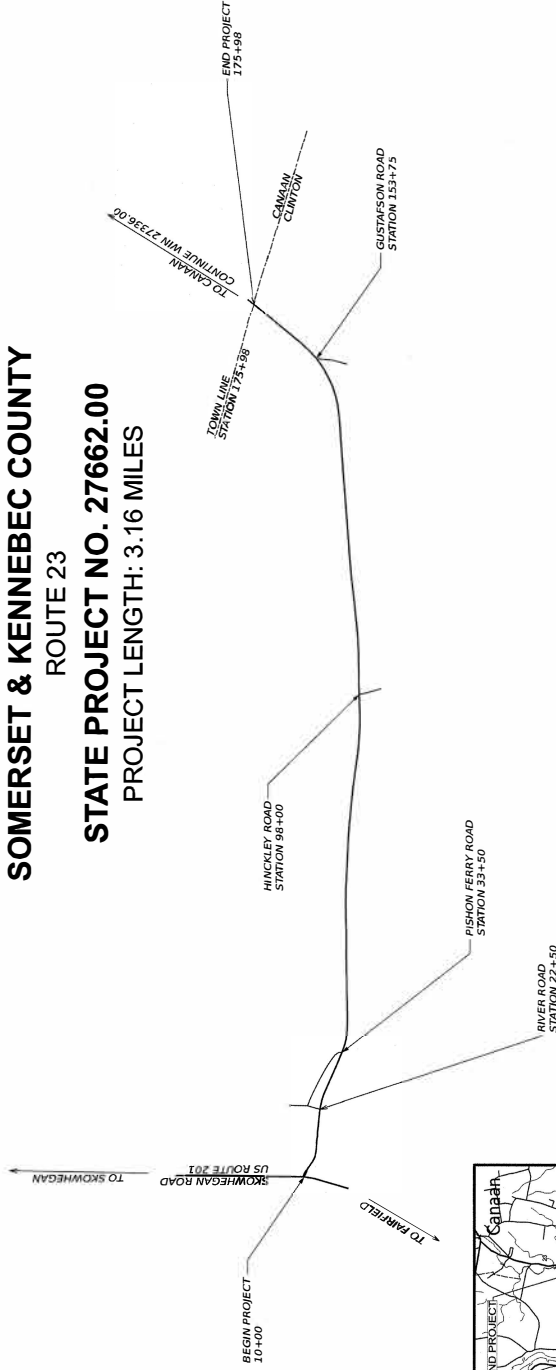 SOMERSET & KENNEBEC COUNTY
ROUTE 23
STATE PROJECT NO. 27662.00
PROJECT LENGTH: 3.16 MILES
BEGIN PROJECT
10+00
TO SKOWHEGAN
SKOWHEGAN ROAD
US ROUTE 201
TO FAIRFIELD
RIVER ROAD
STATION 22+50
PISHON FERRY ROAD
STATION 33+50
HINCKLEY ROAD
STATION 98+00
GUSTAFSON ROAD
STATION 153+75
TOWN LINE
STATION 175+98
TO CANAAN
CONTINUE WIN 27336.00
CANAAN
CLINTON
END PROJECT
175+98
Canaan
ND PROJECT